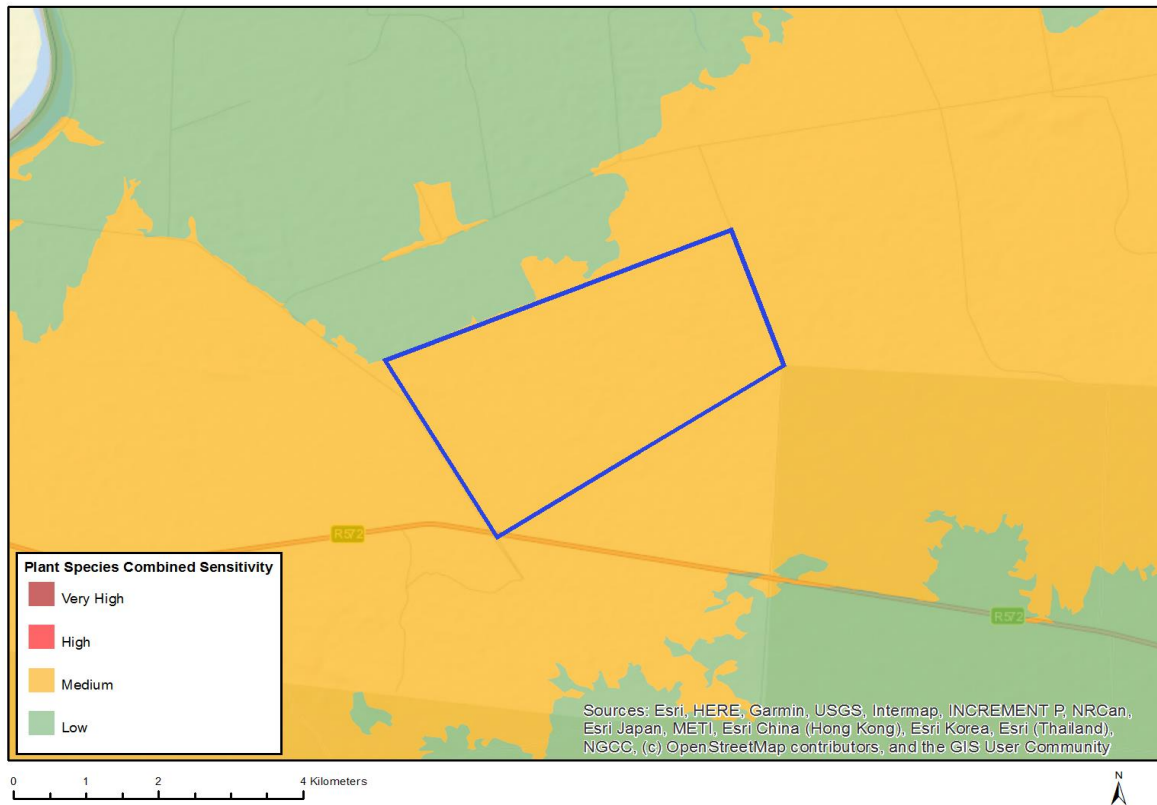 R572
R572
Plant Species Combined Sensitivity
Very High
High
Medium
Low
Sources: Esri, HERE, Garmin, USGS, Intermap, INCREMENT P, NRCan,
Esri Japan, METI, Esri China (Hong Kong), Esri Korea, Esri (Thailand),
NGCC, (c) OpenStreetMap contributors, and the GIS User Community
0 1 2 4 Kilometers
N